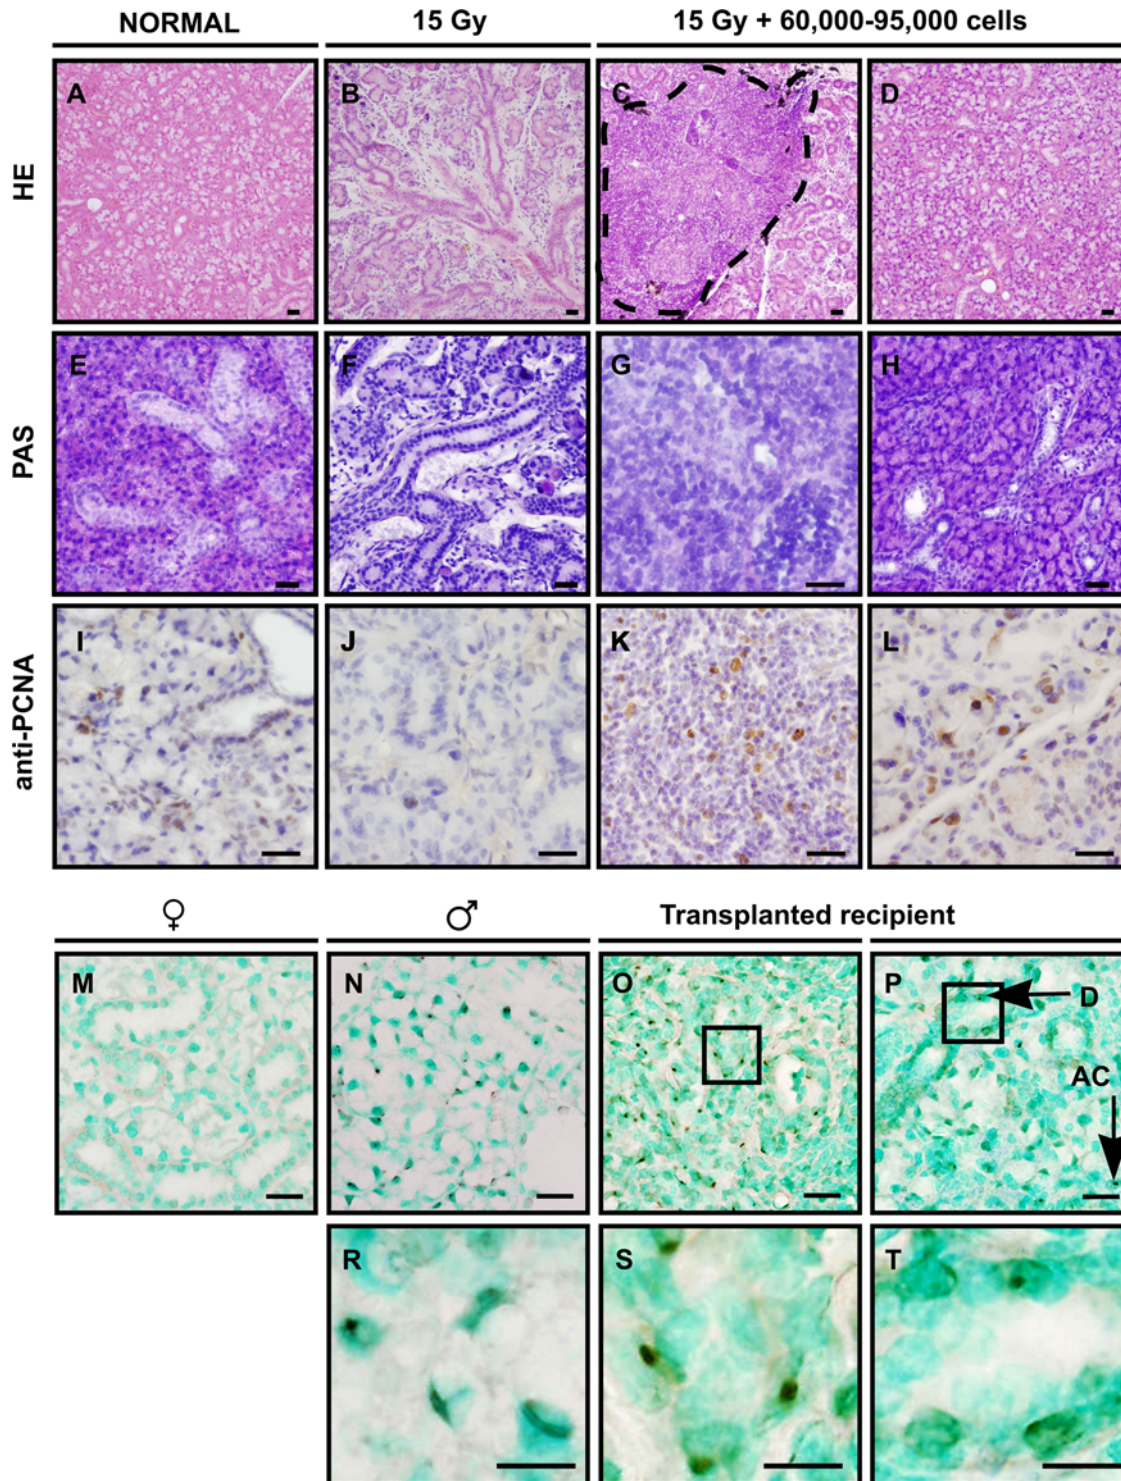 NORMAL 15 Gy 15 Gy + 60,000-95,000 cells
HE
A B C D
PAS
E F G H
anti-PCNA
I J K L
♀ ♂ Transplanted recipient
M N O P
D
AC
R S T